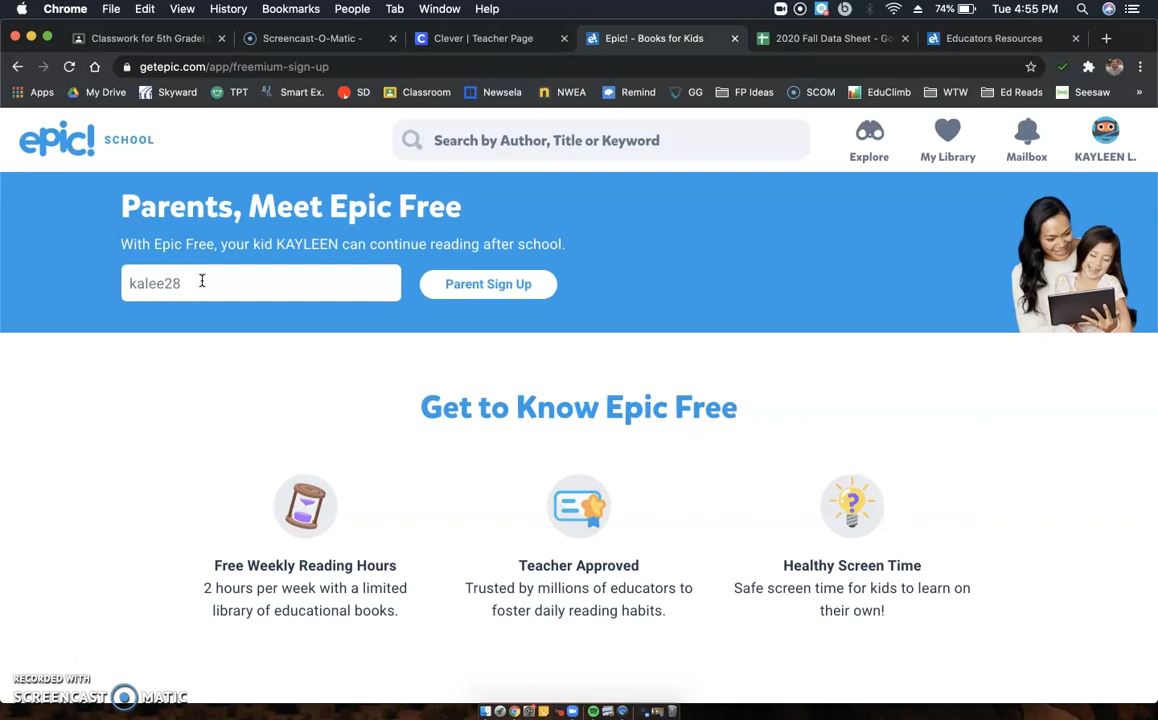 Chrome File Edit View History Bookmarks People Tab Window Help 74% Tue 4:55 PM
Classwork for 5th Grade! Screencast-O-Matic - Clever | Teacher Page Epic! - Books for Kids 2020 Fall Data Sheet - Go Educators Resources
getepic.com/app/freemium-sign-up
Apps My Drive Skyward TPT Smart Ex. SD Classroom Newsela NWEA Remind GG FP Ideas SCOM EduClimb WTW Ed Reads Seesaw »
epic! SCHOOL
Search by Author, Title or Keyword
Explore My Library Mailbox KAYLEEN L.
Parents, Meet Epic Free
With Epic Free, your kid KAYLEEN can continue reading after school.
kalee28 Parent Sign Up
Get to Know Epic Free
Free Weekly Reading Hours
2 hours per week with a limited
library of educational books.
Teacher Approved
Trusted by millions of educators to
foster daily reading habits.
Healthy Screen Time
Safe screen time for kids to learn on
their own!
RECORDED WITH
SCREENCAST MATIC